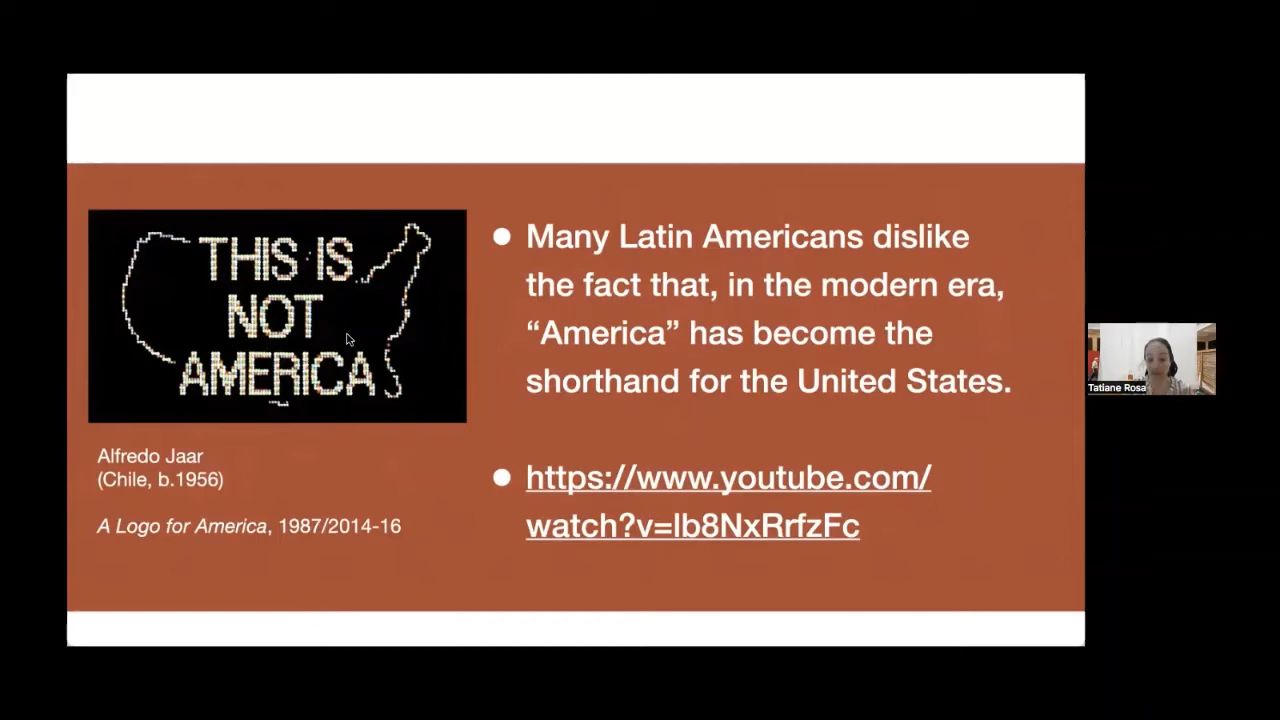 THIS IS
NOT
AMERICA
Alfredo Jaar
(Chile, b.1956)
A Logo for America, 1987/2014-16
● Many Latin Americans dislike
the fact that, in the modern era,
“America” has become the
shorthand for the United States.
● https://www.youtube.com/
watch?v=lb8NxRrfzFc
Tatiane Rosa